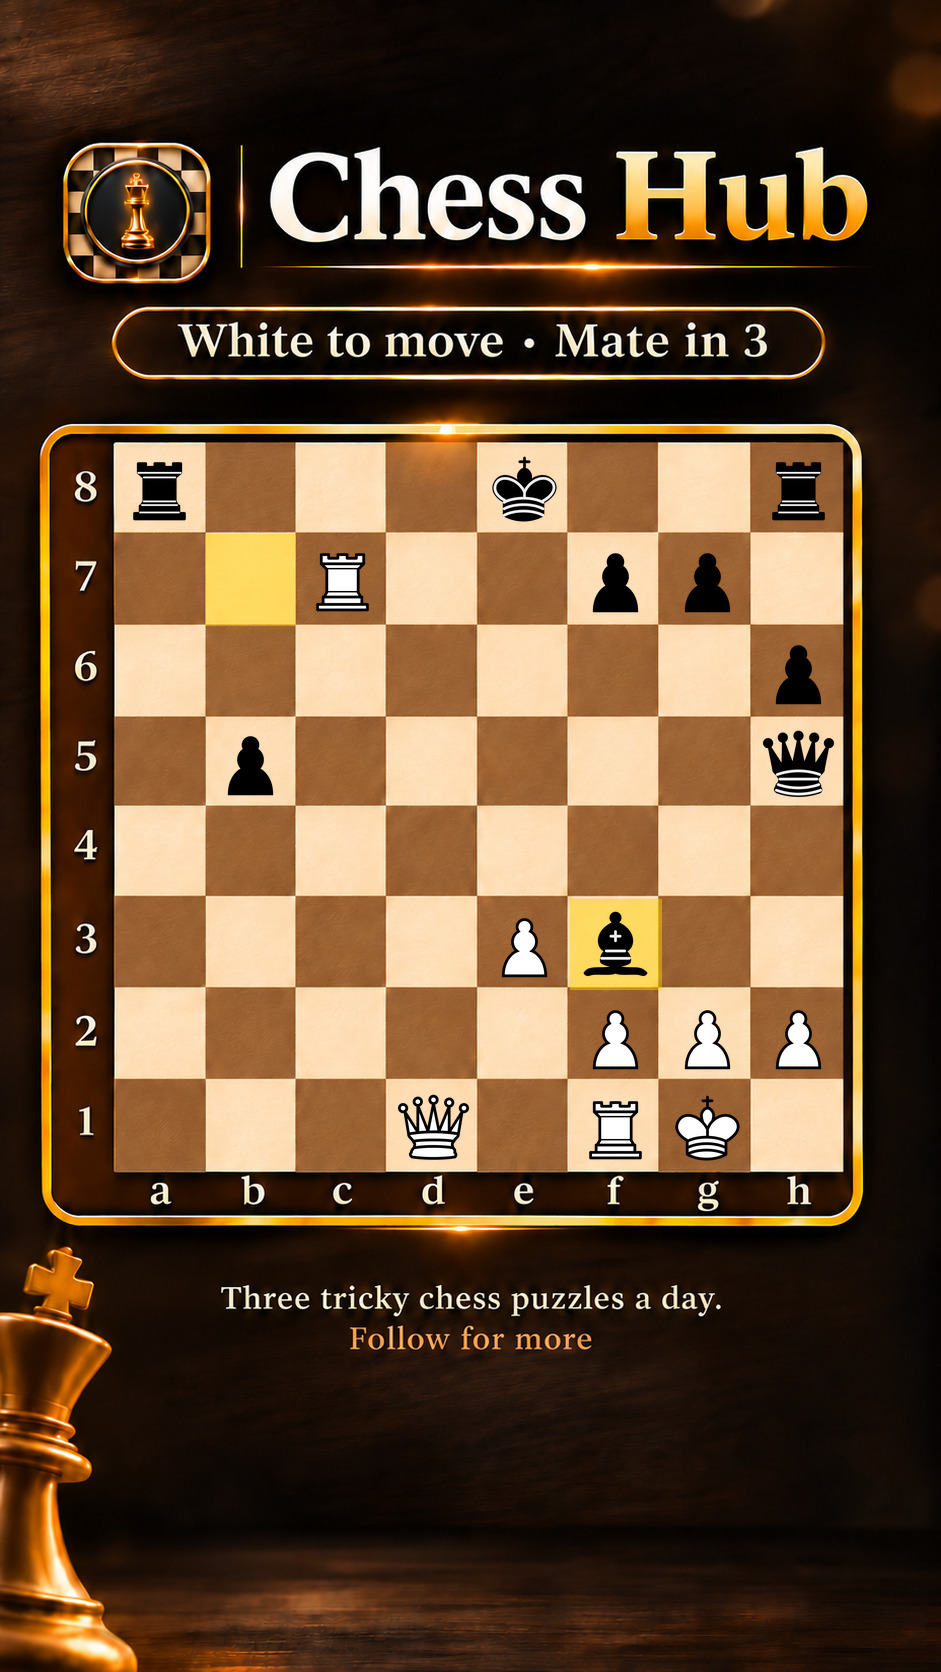 Chess Hub
White to move • Mate in 3
8
7
6
5
4
3
2
1
a b c d e f g h
Three tricky chess puzzles a day.
Follow for more